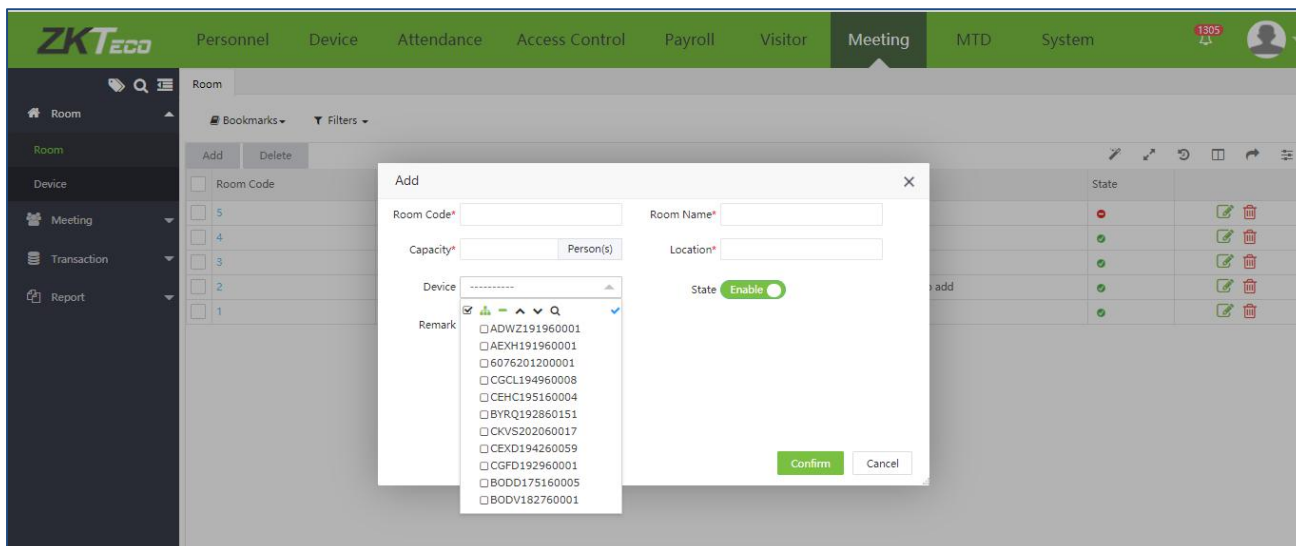 ZKTECO Personnel Device Attendance Access Control Payroll Visitor Meeting MTD System 1305
Room
Room
Bookmarks Filters
Room
Add Delete
Device
Room Code State
Meeting
5
4
Transaction
3
2 add
Report
1
Add
Room Code* Room Name*
Capacity* Person(s) Location*
Device ---------- State Enable
Remark
ADWZ191960001
AEXH191960001
6076201200001
CGCL194960008
CEHC195160004
BYRQ192860151
CKVS202060017
CEXD194260059
CGFD192960001
BODD175160005
BODV182760001
Confirm Cancel